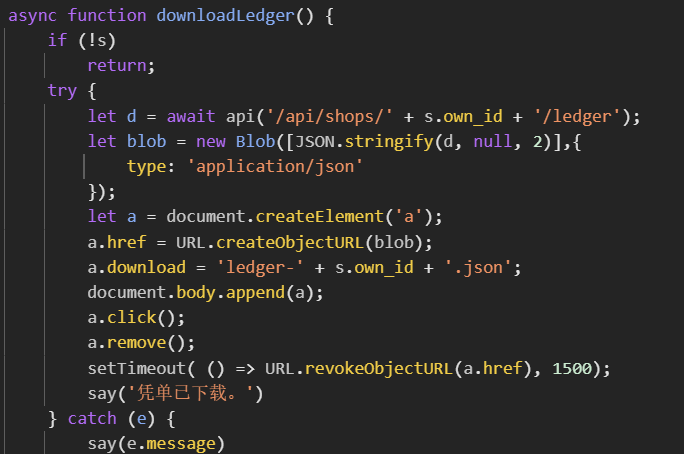 async function downloadLedger() {
    if (!s)
        return;
    try {
        let d = await api('/api/shops/' + s.own_id + '/ledger');
        let blob = new Blob([JSON.stringify(d, null, 2)],{
            type: 'application/json'
        });
        let a = document.createElement('a');
        a.href = URL.createObjectURL(blob);
        a.download = 'ledger-' + s.own_id + '.json';
        document.body.append(a);
        a.click();
        a.remove();
        setTimeout( () => URL.revokeObjectURL(a.href), 1500);
        say('凭单已下载。')
    } catch (e) {
        say(e.message)